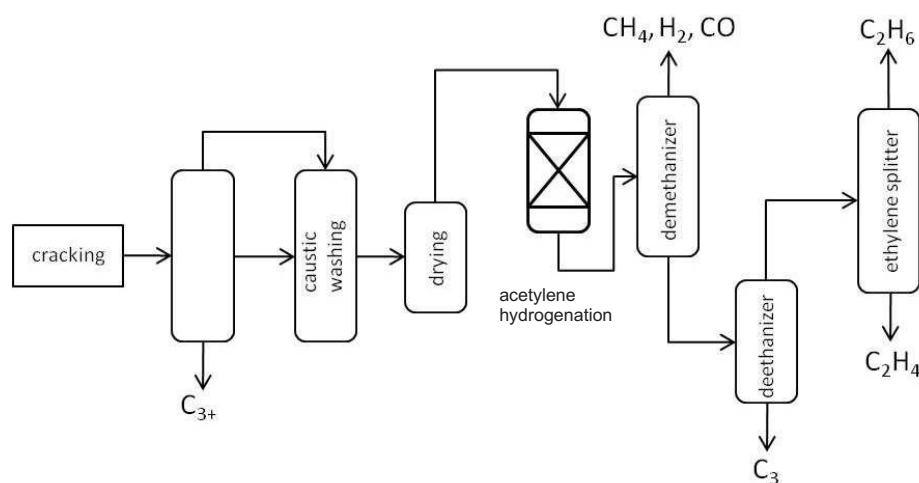 CH₄, H₂, CO
C₂H₆
cracking
caustic
washing
drying
acetylene
hydrogenation
demethanizer
deethanizer
ethylene splitter
C₃₊
C₃
C₂H₄